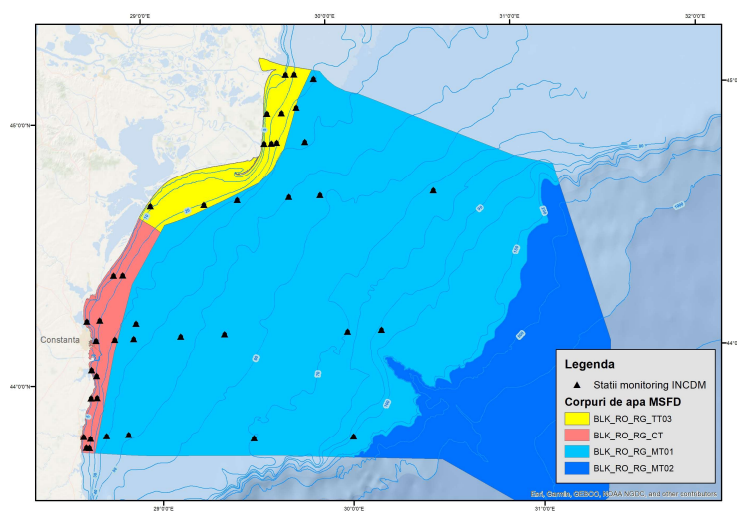 29°0'0"E 30°0'0"E 31°0'0"E 32°0'0"E
45°0'0"N
44°0'0"N
Constanta
Legenda
Statii monitoring INCDM
Corpuri de apa MSFD
BLK_RO_RG_TT03
BLK_RO_RG_CT
BLK_RO_RG_MT01
BLK_RO_RG_MT02
Esri, Garmin, GEBCO, NOAA NGDC, and other contributors
29°0'0"E 30°0'0"E 31°0'0"E